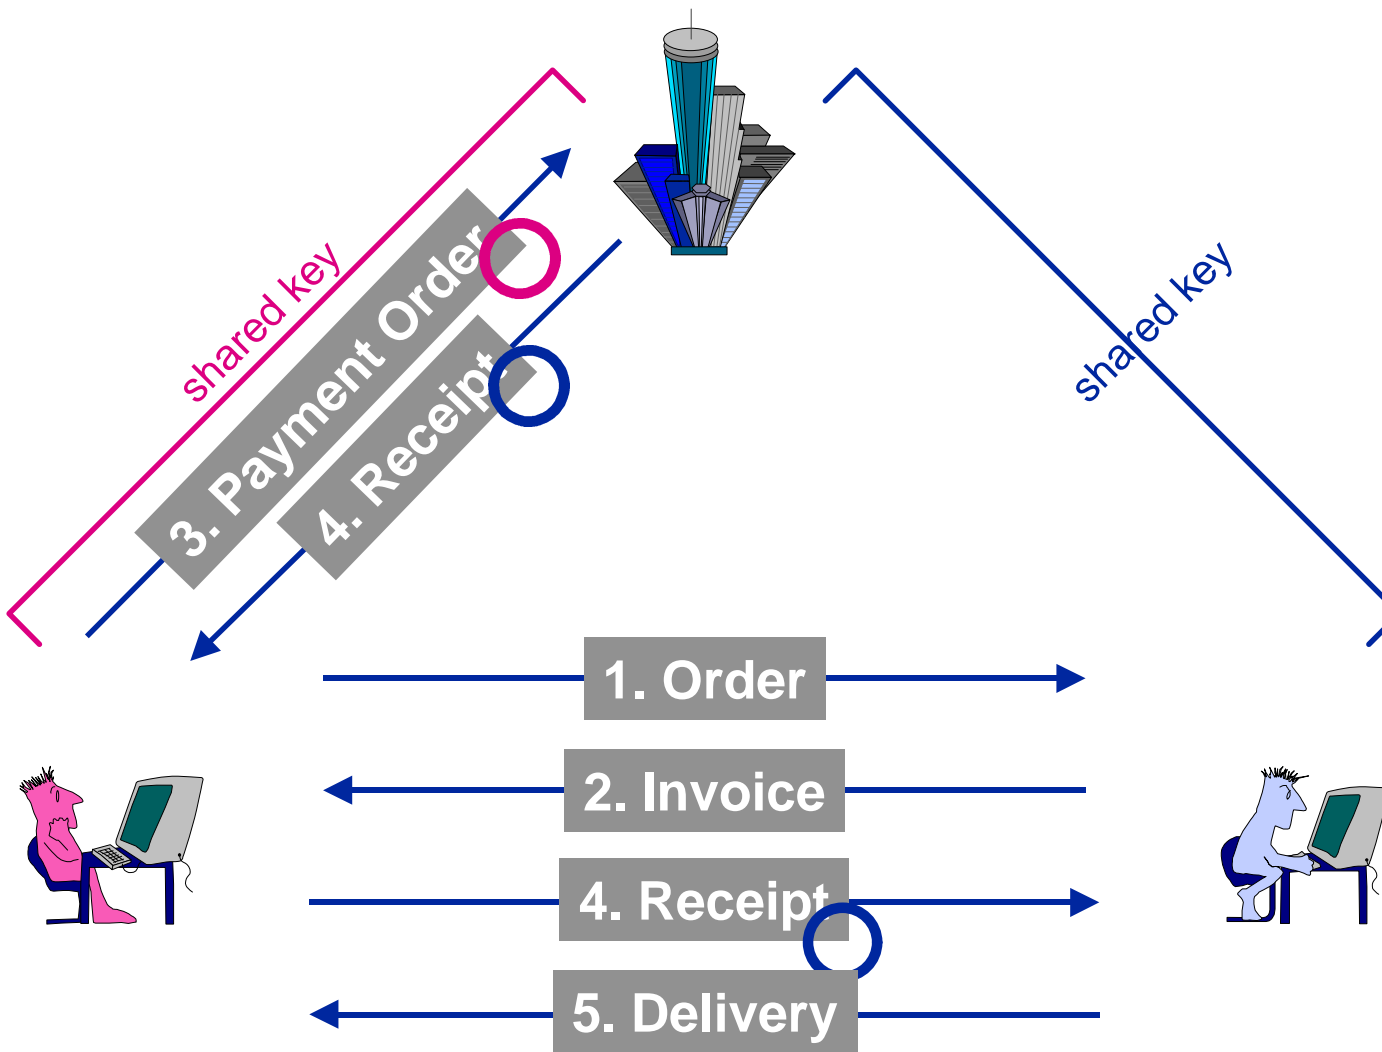 shared key
shared key
3. Payment Order
4. Receipt
1. Order
2. Invoice
4. Receipt
5. Delivery